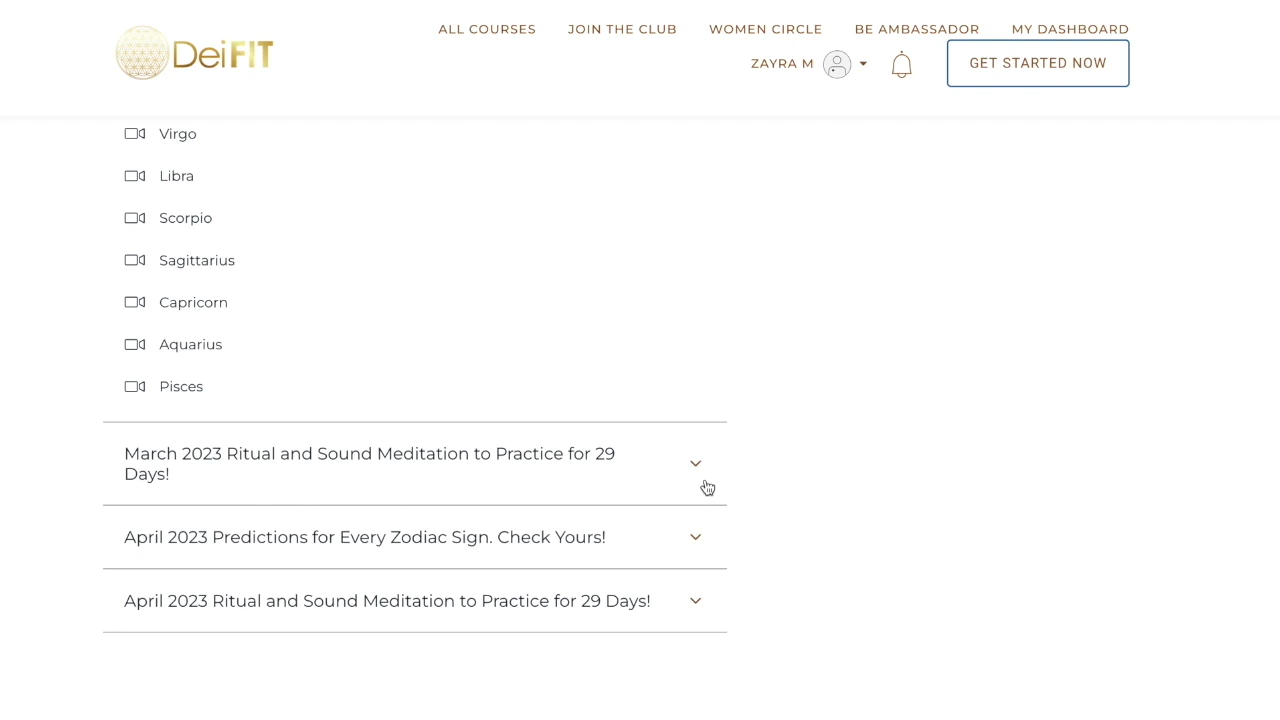 DeiFIT
ALL COURSES JOIN THE CLUB WOMEN CIRCLE BE AMBASSADOR MY DASHBOARD
ZAYRA M GET STARTED NOW
Virgo
Libra
Scorpio
Sagittarius
Capricorn
Aquarius
Pisces
March 2023 Ritual and Sound Meditation to Practice for 29
Days!
April 2023 Predictions for Every Zodiac Sign. Check Yours!
April 2023 Ritual and Sound Meditation to Practice for 29 Days!